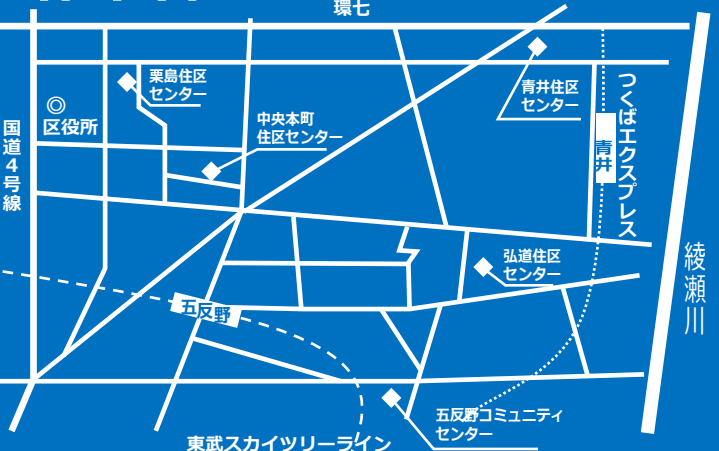 環七
栗島住区
センター
◎
区役所
国道4号線
中央本町
住区センター
青井住区
センター
つくばエクスプレス
青井
弘道住区
センター
綾瀬川
五反野
五反野コミュニティ
センター
東武スカイツリーライン